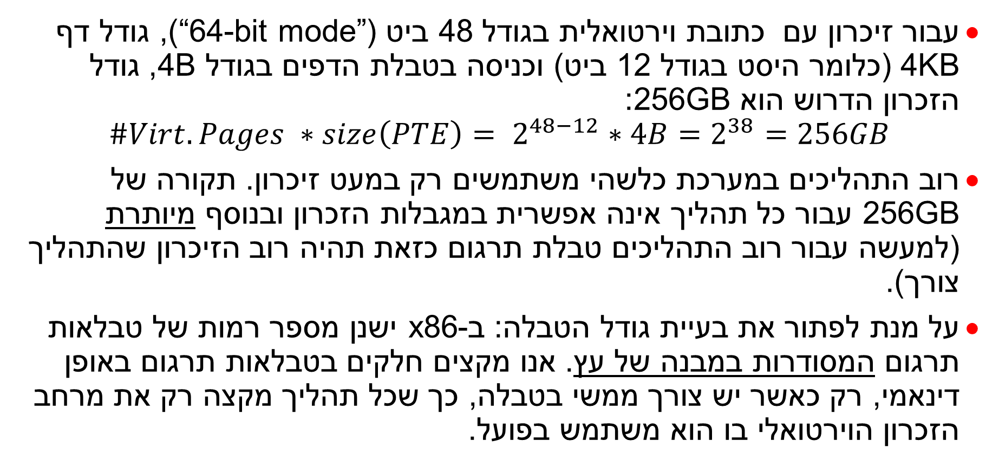 • עבור זיכרון עם כתובת וירטואלית בגודל 48 ביט ("64-bit mode"), גודל דף
4KB (כלומר היסט בגודל 12 ביט) וכניסה בטבלת הדפים בגודל 4B, גודל
הזכרון הדרוש הוא 256GB:
#Virt.Pages * size(PTE) = 2^{48−12} * 4B = 2^{38} = 256GB
• רוב התהליכים במערכת כלשהי משתמשים רק במעט זיכרון. תקורה של
256GB עבור כל תהליך אינה אפשרית במגבלות הזכרון ובנוסף מיותרת
(למעשה עבור רוב התהליכים טבלת תרגום כזאת תהיה רוב הזיכרון שהתהליך
צורך).
• על מנת לפתור את בעיית גודל הטבלה: ב-x86 ישנן מספר רמות של טבלאות
תרגום המסודרות במבנה של עץ. אנו מקצים חלקים בטבלאות תרגום באופן
דינאמי, רק כאשר יש צורך ממשי בטבלה, כך שכל תהליך מקצה רק את מרחב
הזכרון הוירטואלי בו הוא משתמש בפועל.